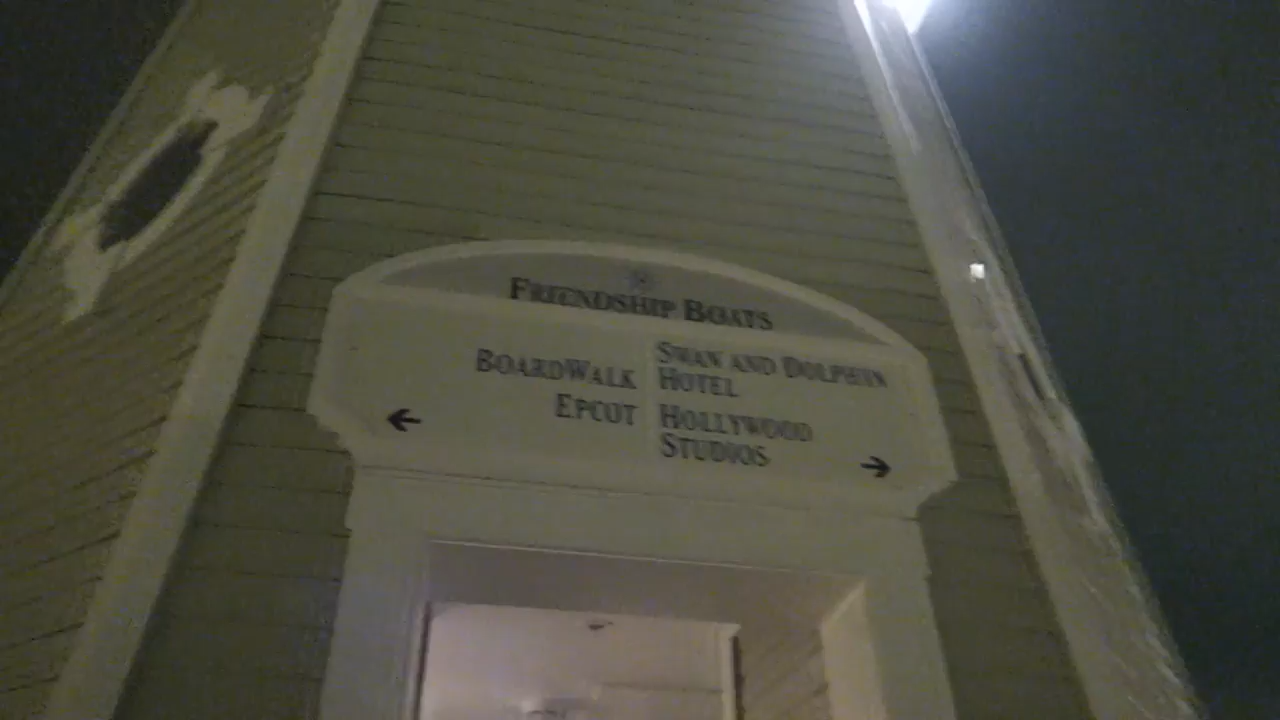 FRIENDSHIP BOATS
BOARDWALK
EPCOT
SWAN AND DOLPHIN
HOTEL
HOLLYWOOD
STUDIOS